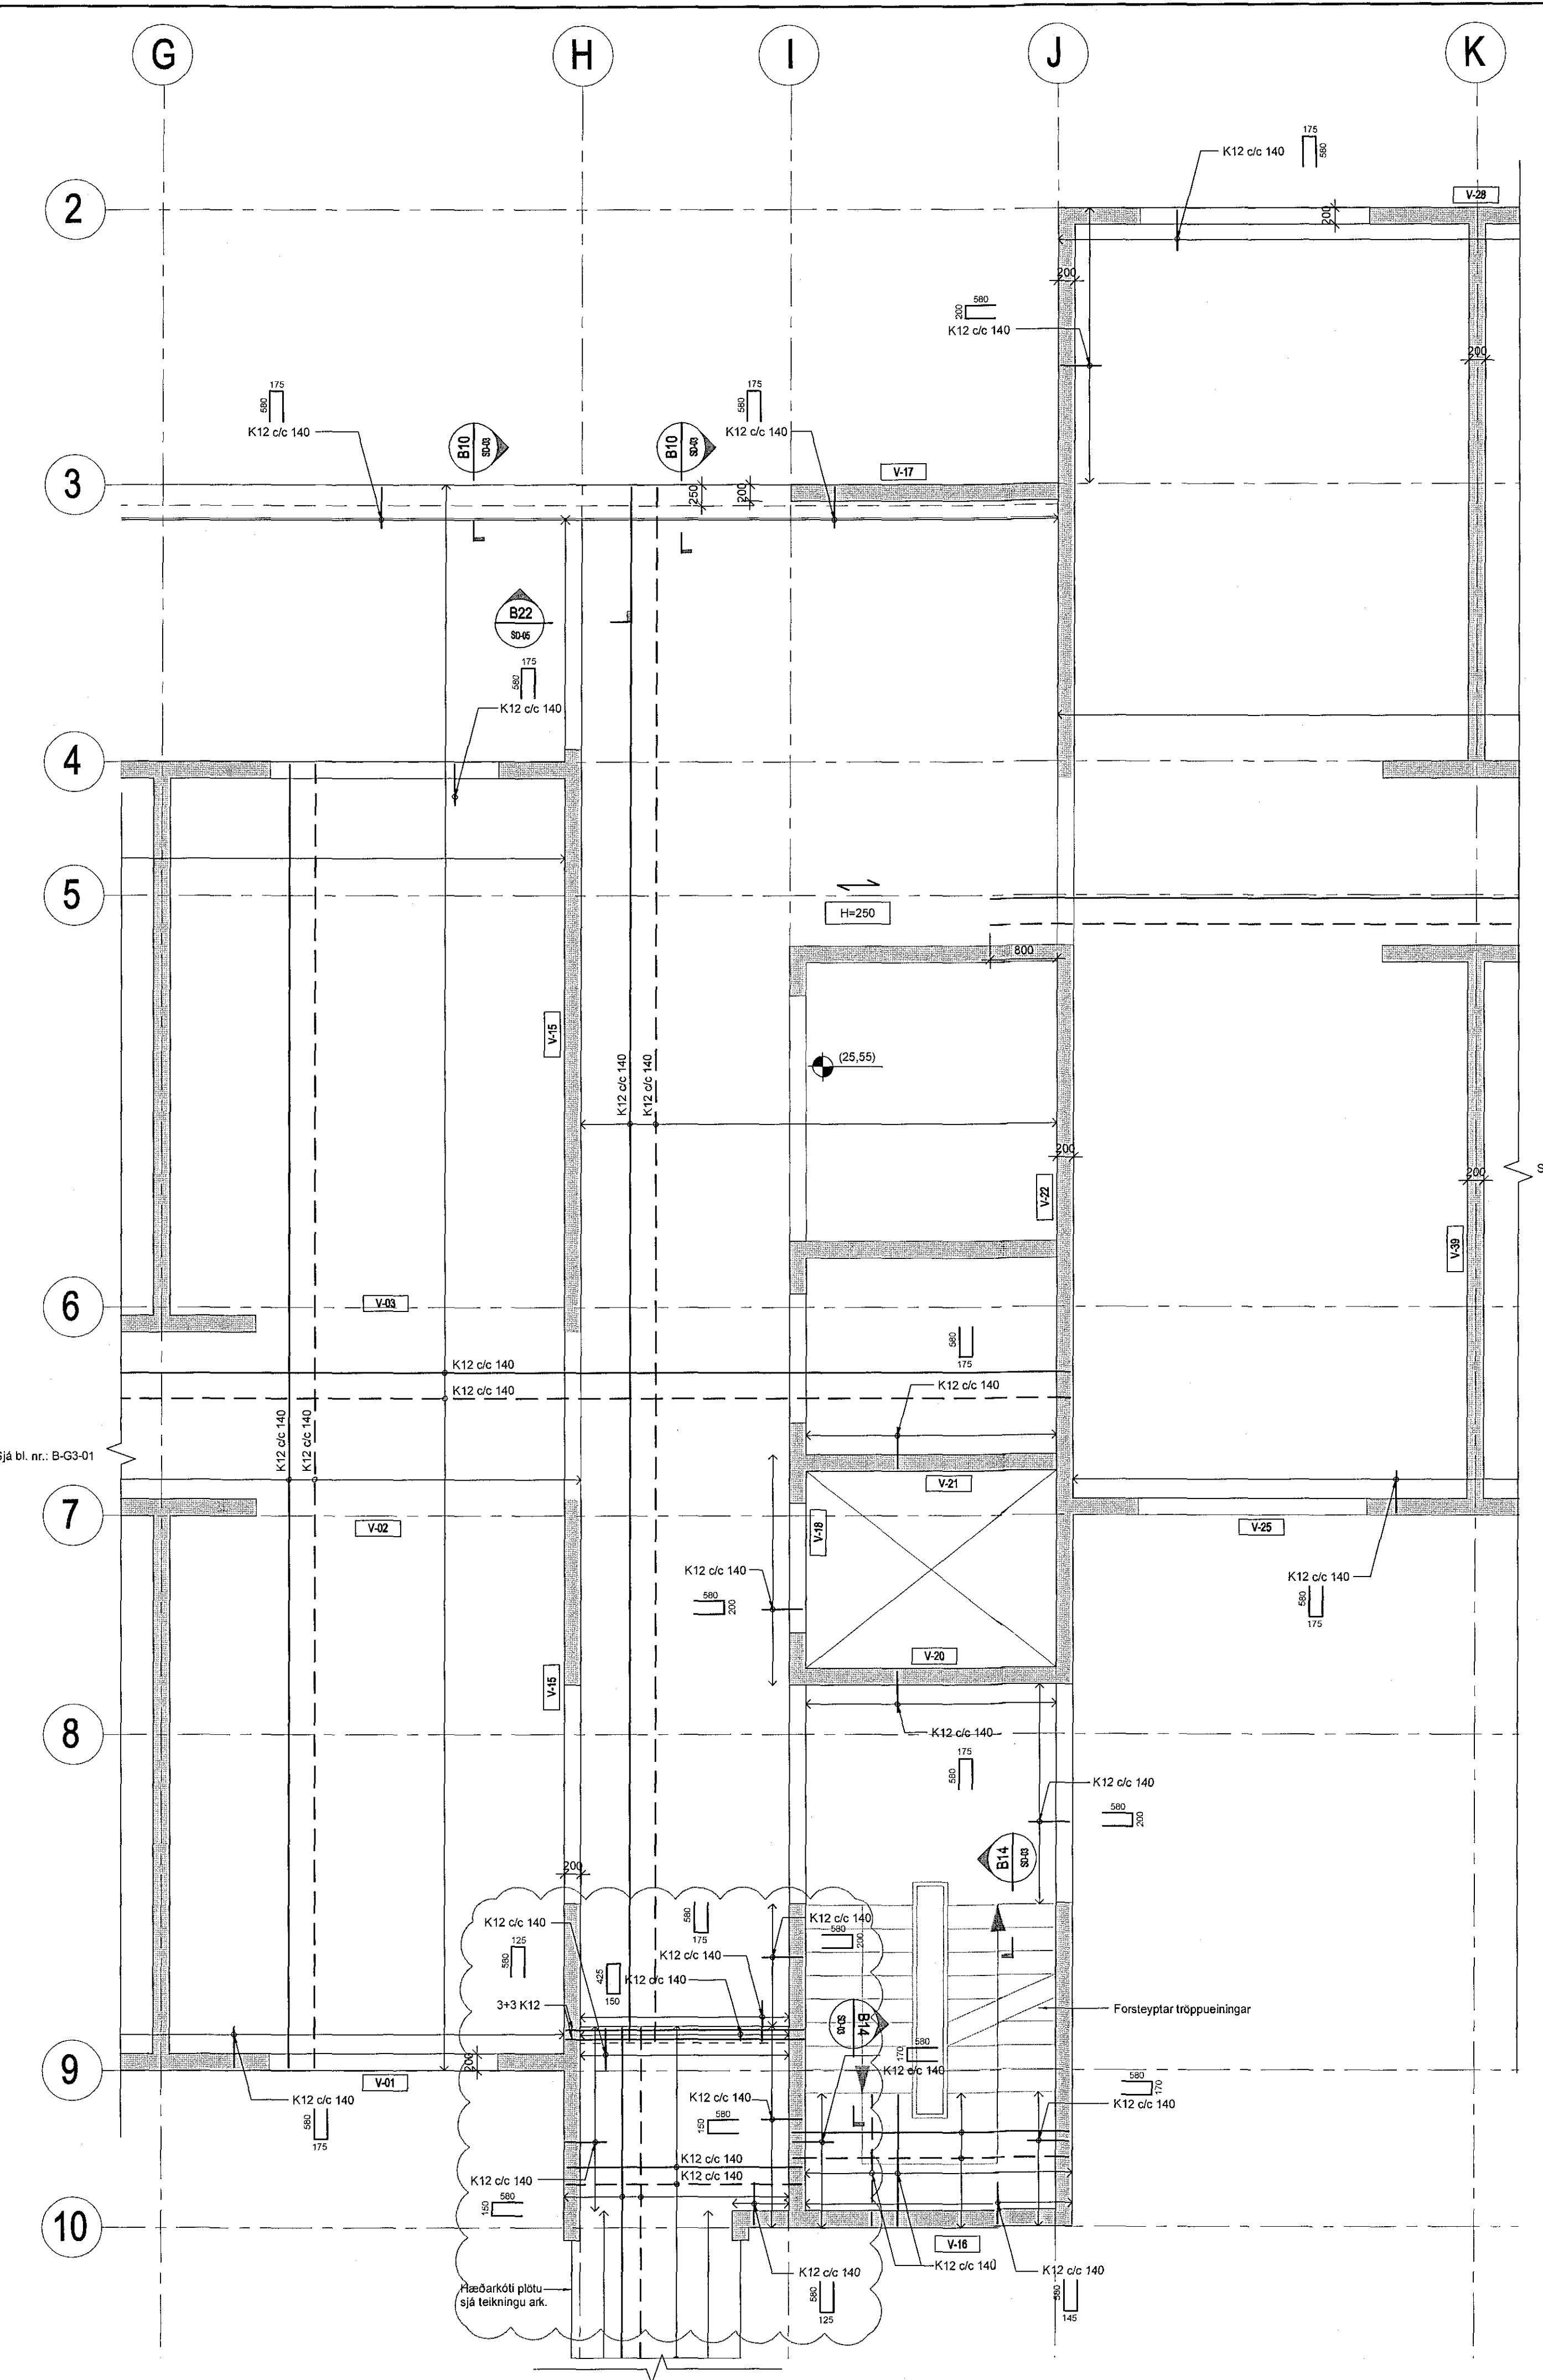 G
H
I
J
K
2
175
K12 c/c 140
580
V-28
200
200
580
200
K12 c/c 140
200
175
580
K12 c/c 140
B10
SD-03
B10
SD-03
175
580
K12 c/c 140
V-17
3
250
200
B22
SD-05
175
580
K12 c/c 140
4
5
H=250
800
V-15
(25,55)
K12 c/c 140
K12 c/c 140
200
V-22
200
V-39
6
V-03
580
175
K12 c/c 140
K12 c/c 140
K12 c/c 140
K12 c/c 140
K12 c/c 140
Sjá bl. nr.: B-G3-01
V-21
7
V-02
V-18
V-25
K12 c/c 140
580
200
K12 c/c 140
580
175
V-20
V-15
8
K12 c/c 140
175
580
K12 c/c 140
580
200
B14
SD-03
200
K12 c/c 140
580
175
K12 c/c 140
580
200
125
580
K12 c/c 140
425
150
K12 c/c 140
3+3 K12
Forsteyptar tröppueiningar
B14
SD-03
580
170
K12 c/c 140
9
200
V-01
K12 c/c 140
580
175
K12 c/c 140
580
150
580
170
K12 c/c 140
K12 c/c 140
K12 c/c 140
K12 c/c 140
580
150
10
V-16
K12 c/c 140
K12 c/c 140
K12 c/c 140
580
125
580
145
Hæðarkóti plötu
sjá teikningu ark.